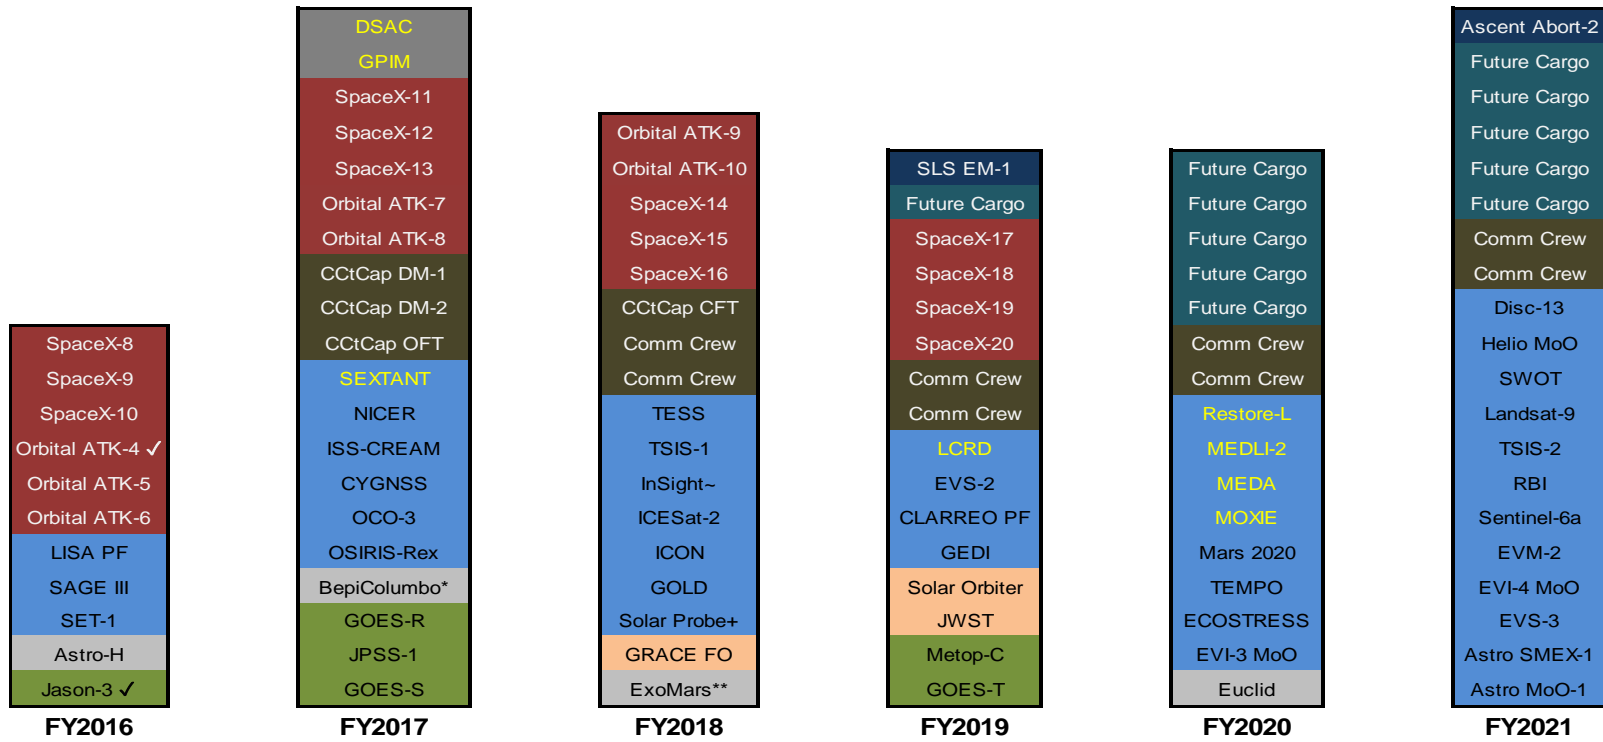 SpaceX-8
SpaceX-9
SpaceX-10
Orbital ATK-4 ✓
Orbital ATK-5
Orbital ATK-6
LISA PF
SAGE III
SET-1
Astro-H
Jason-3 ✓
FY2016
DSAC
GPIM
SpaceX-11
SpaceX-12
SpaceX-13
Orbital ATK-7
Orbital ATK-8
CCtCap DM-1
CCtCap DM-2
CCtCap OFT
SEXTANT
NICER
ISS-CREAM
CYGNSS
OCO-3
OSIRIS-Rex
BepiColumbo*
GOES-R
JPSS-1
GOES-S
FY2017
Orbital ATK-9
Orbital ATK-10
SpaceX-14
SpaceX-15
SpaceX-16
CCtCap CFT
Comm Crew
Comm Crew
TESS
TSIS-1
InSight~
ICESat-2
ICON
GOLD
Solar Probe+
GRACE FO
ExoMars**
FY2018
SLS EM-1
Future Cargo
SpaceX-17
SpaceX-18
SpaceX-19
SpaceX-20
Comm Crew
Comm Crew
LCRD
EVS-2
CLARREO PF
GEDI
Solar Orbiter
JWST
Metop-C
GOES-T
FY2019
Future Cargo
Future Cargo
Future Cargo
Future Cargo
Future Cargo
Comm Crew
Comm Crew
Restore-L
MEDLI-2
MEDA
MOXIE
Mars 2020
TEMPO
ECOSTRESS
EVI-3 MoO
Euclid
FY2020
Ascent Abort-2
Future Cargo
Future Cargo
Future Cargo
Future Cargo
Future Cargo
Comm Crew
Comm Crew
Disc-13
Helio MoO
SWOT
Landsat-9
TSIS-2
RBI
Sentinel-6a
EVM-2
EVI-4 MoO
EVS-3
Astro SMEX-1
Astro MoO-1
FY2021